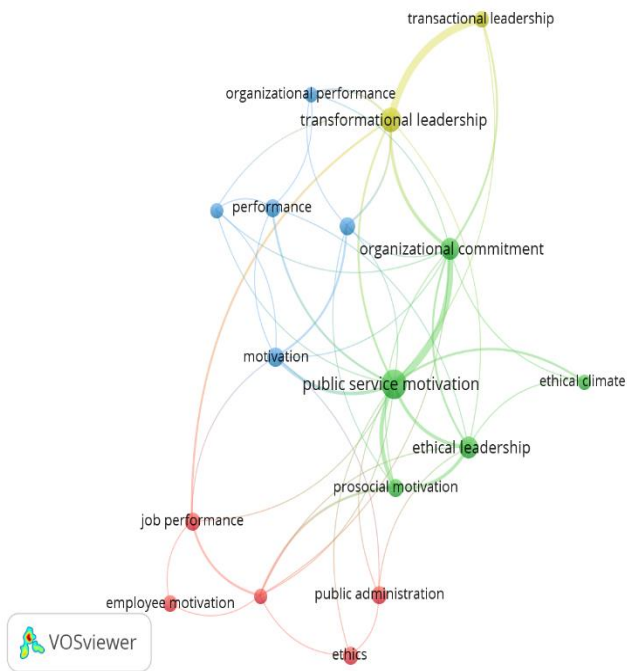 transactional leadership
organizational performance
transformational leadership
performance
organizational commitment
motivation
public service motivation
ethical climate
ethical leadership
prosocial motivation
job performance
employee motivation
public administration
ethics
VOSviewer